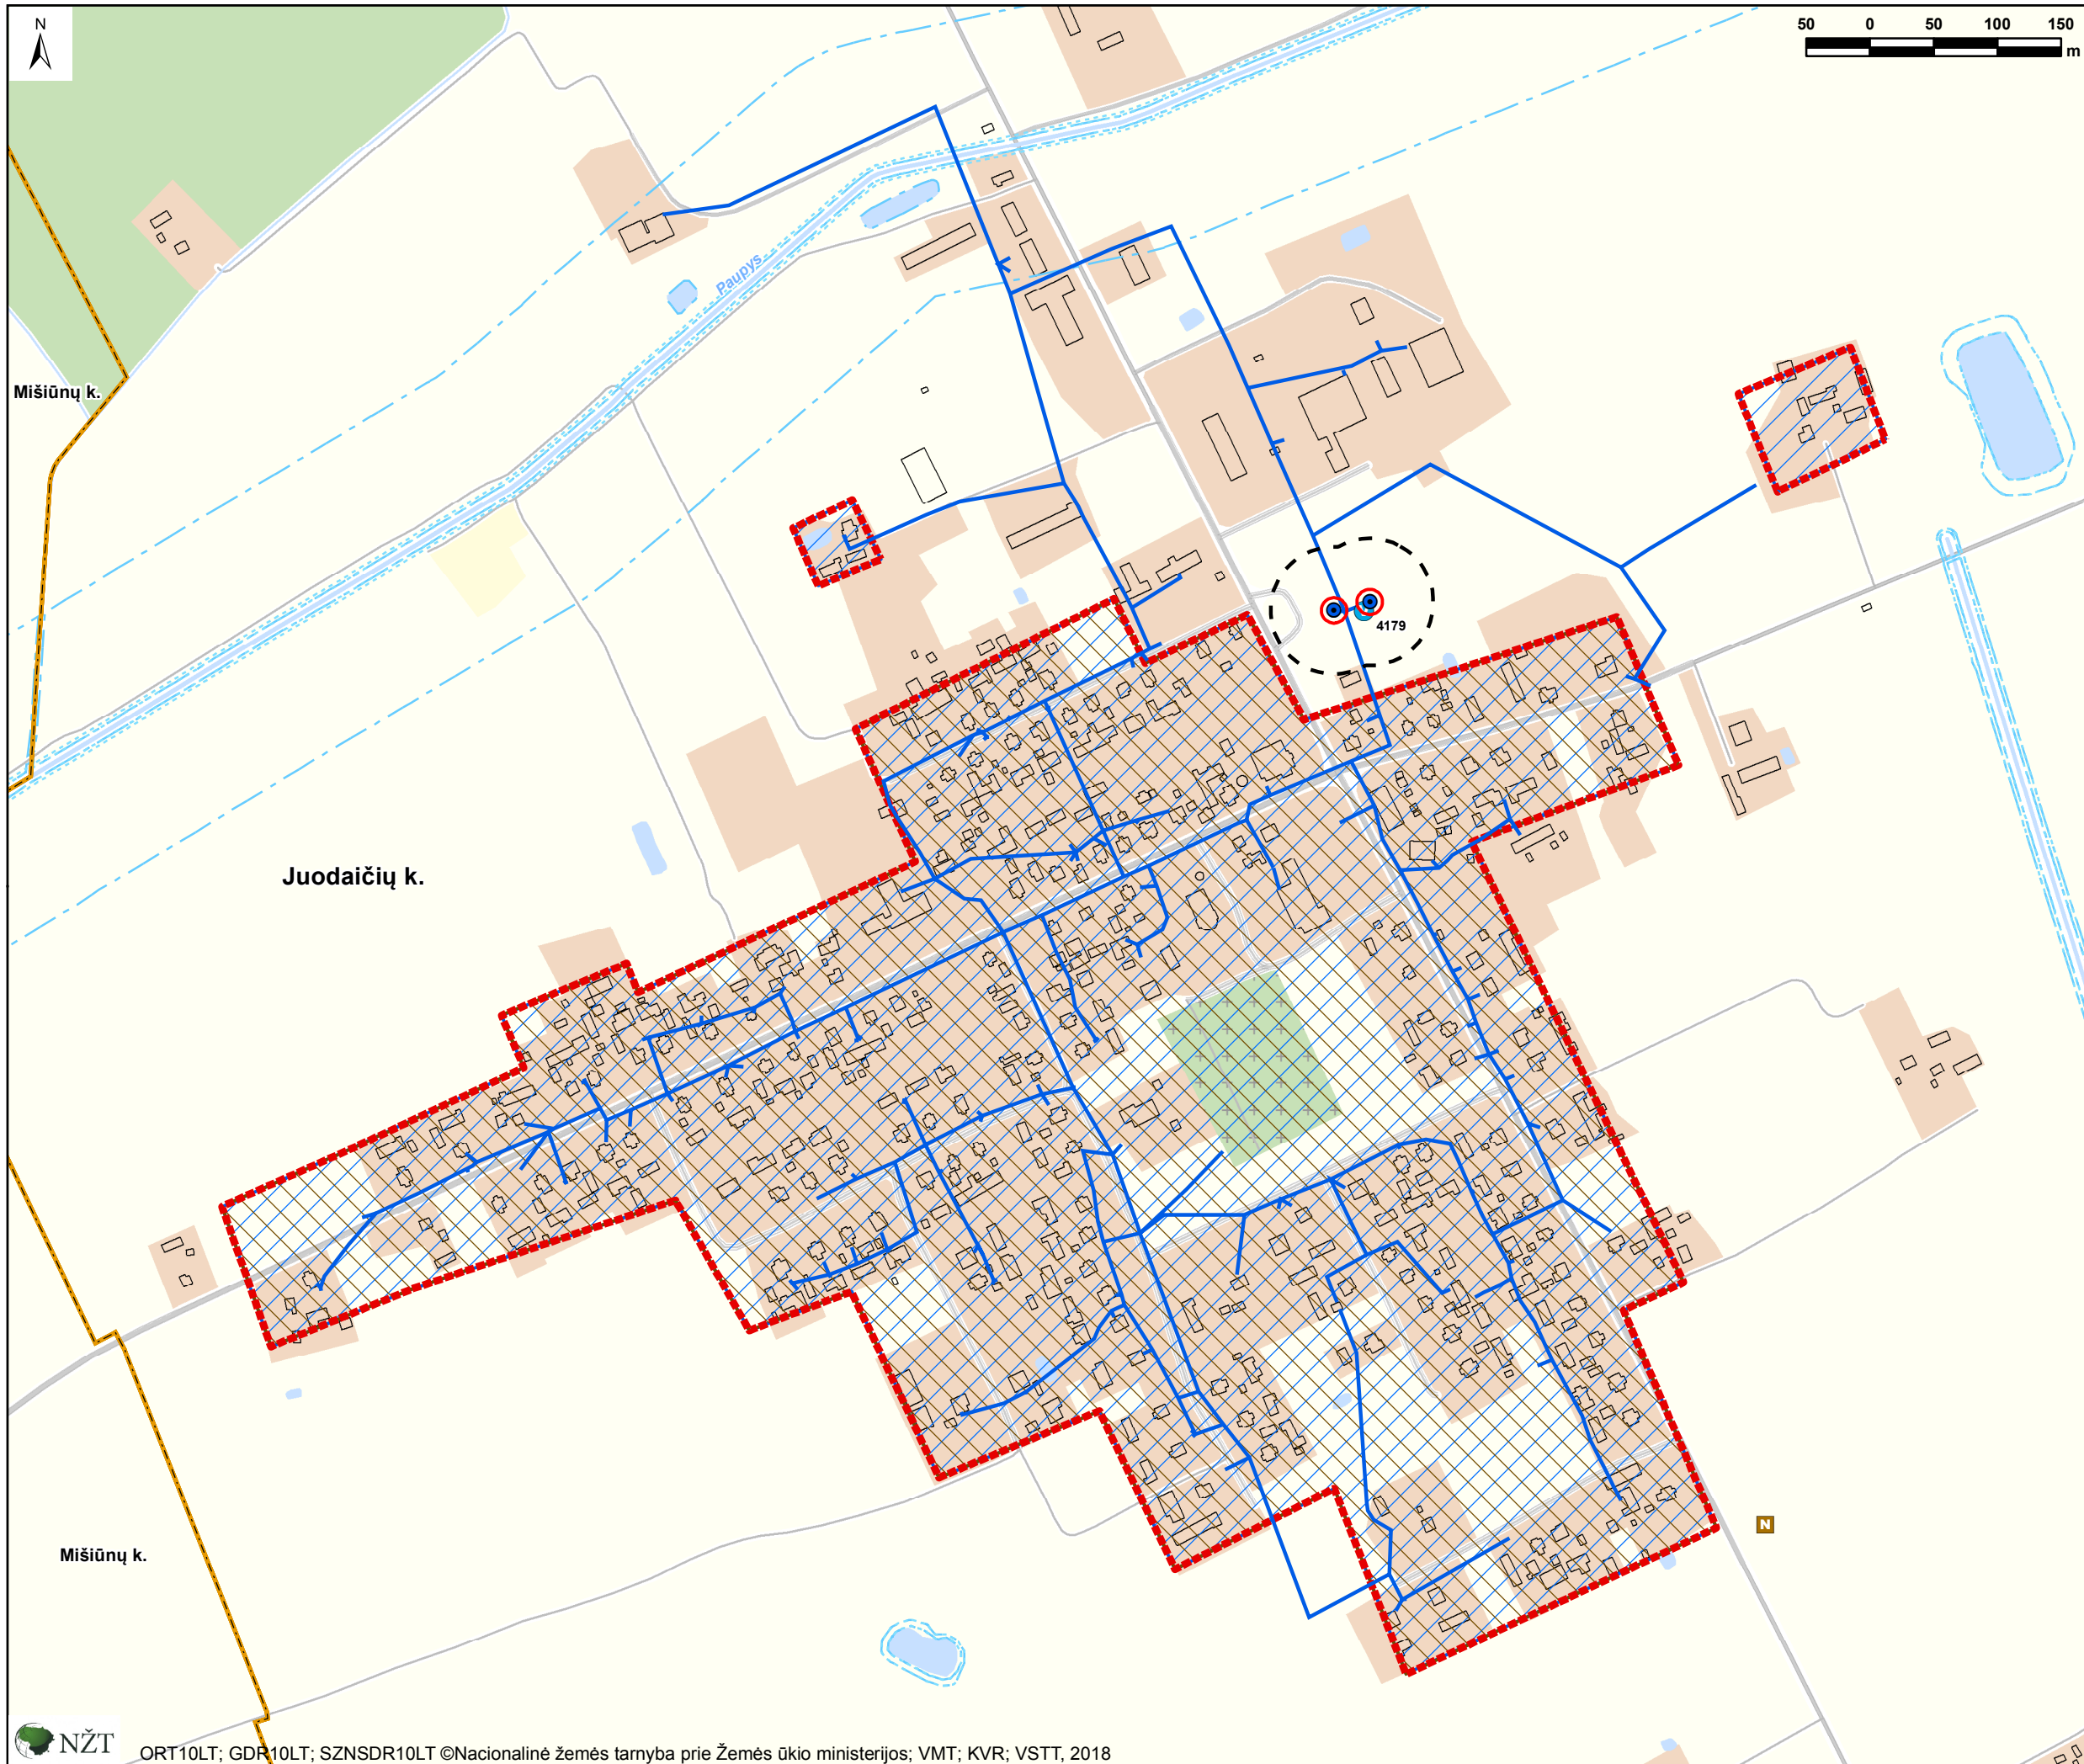 N
50 0 50 100 150
m
Paupys
Mišiūnų k.
4179
Juodaičių k.
Mišiūnų k.
N
NŽT
ORT10LT; GDR10LT; SZNSDR10LT ©Nacionalinė žemės tarnyba prie Žemės ūkio ministerijos; VMT; KVR; VSTT, 2018